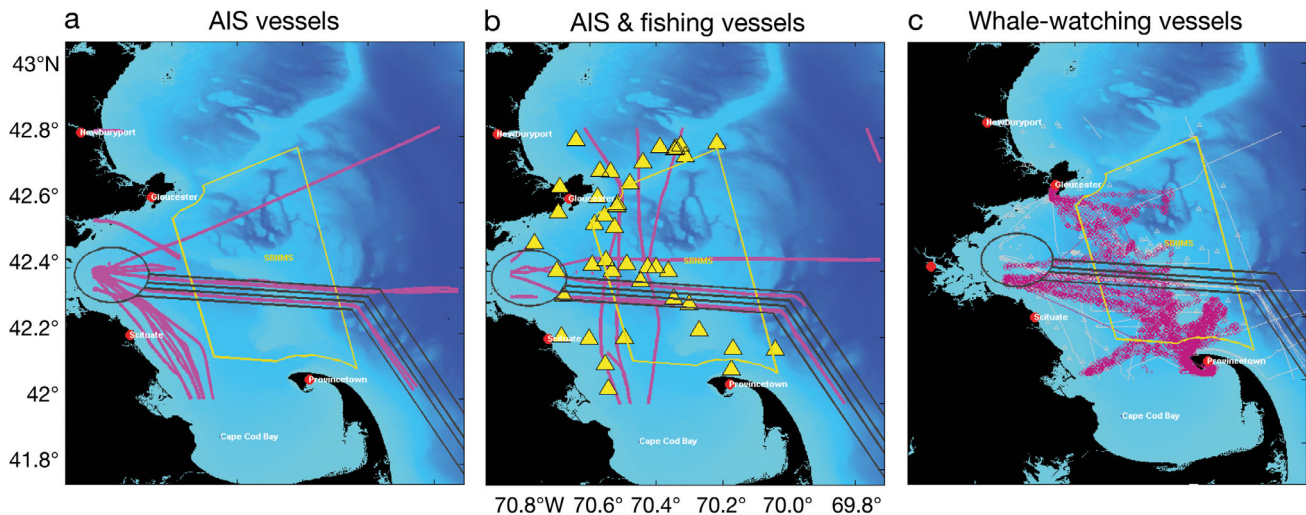 a
AIS vessels
b
AIS & fishing vessels
c
Whale-watching vessels
43°N
42.8°
42.6°
42.4°
42.2°
42°
41.8°
Newburyport
Gloucester
SBNMS
Scituate
Provincetown
Cape Cod Bay
Newburyport
Gloucester
SBNMS
Scituate
Provincetown
Cape Cod Bay
Newburyport
Gloucester
SBNMS
Scituate
Provincetown
Cape Cod Bay
70.8°W 70.6° 70.4° 70.2° 70.0° 69.8°